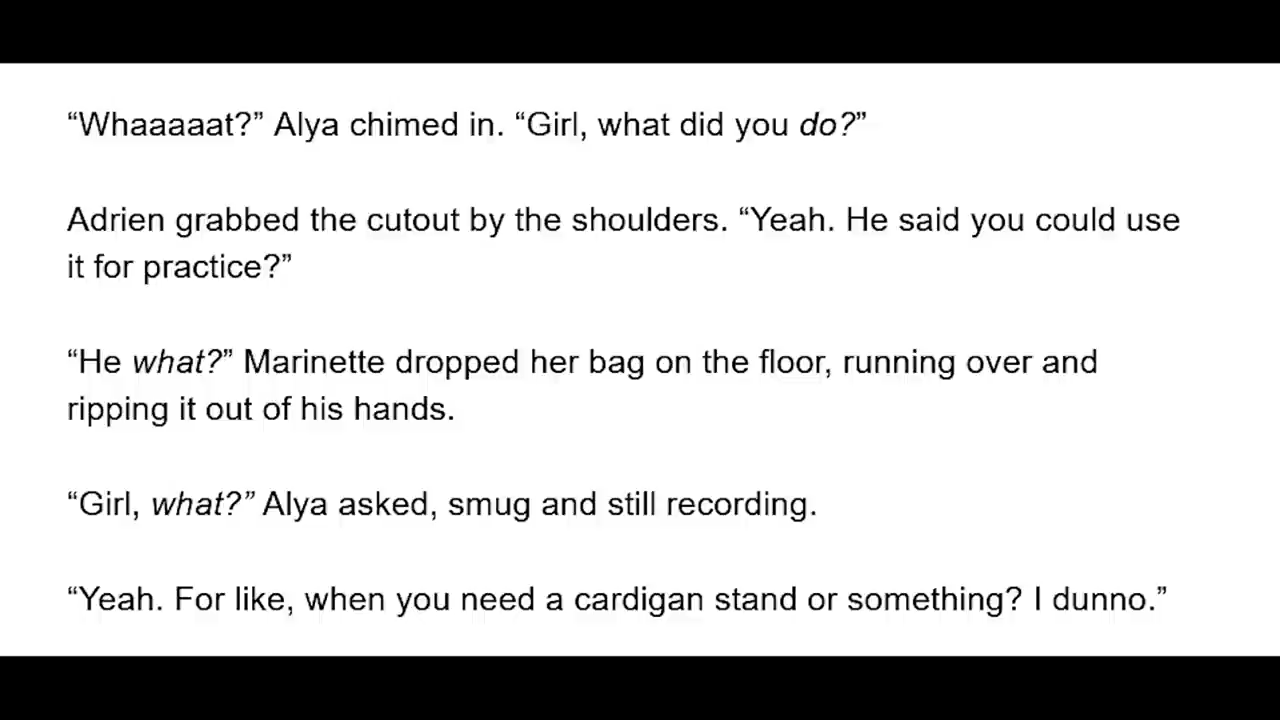 “Whaaaaat?” Alya chimed in. “Girl, what did you do?”
Adrien grabbed the cutout by the shoulders. “Yeah. He said you could use
it for practice?”
“He what?” Marinette dropped her bag on the floor, running over and
ripping it out of his hands.
“Girl, what?” Alya asked, smug and still recording.
“Yeah. For like, when you need a cardigan stand or something? I dunno.”